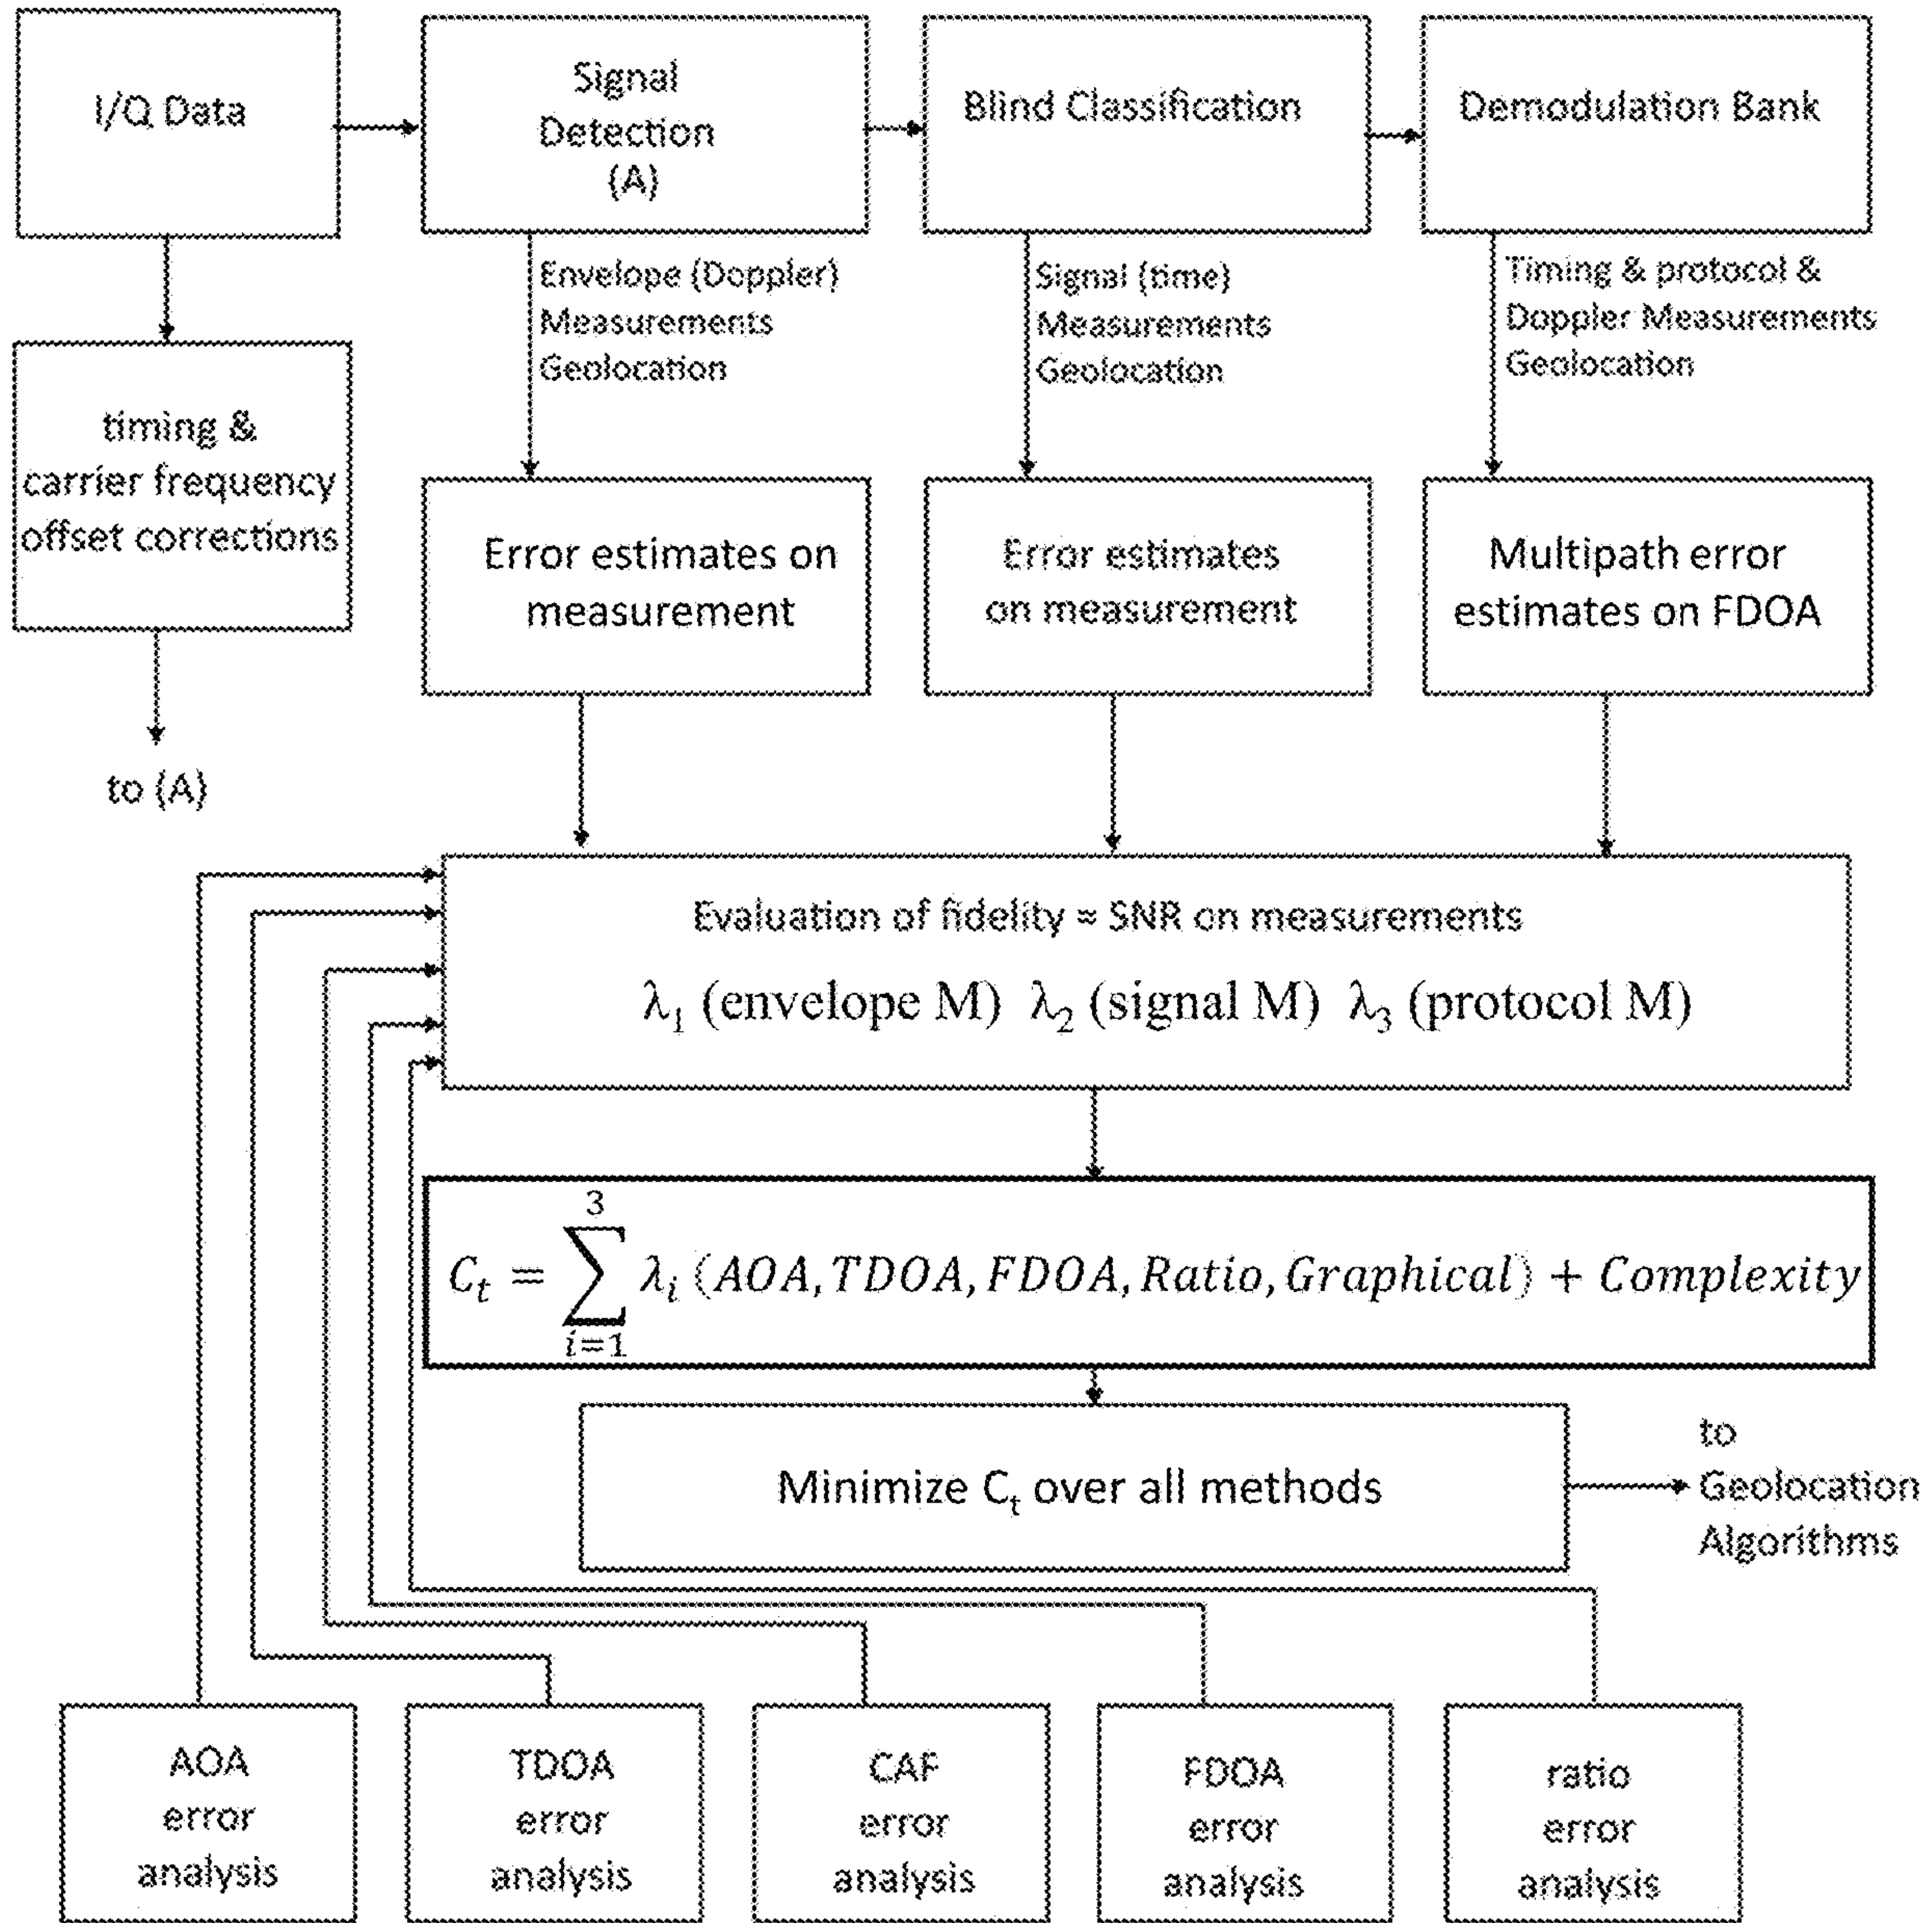 I/Q Data
Signal
Detection
(A)
Blind Classification
Demodulation Bank
Envelope (Doppler)
Measurements
Geolocation
Signal (time)
Measurements
Geolocation
Timing & protocol &
Doppler Measurements
Geolocation
timing &
carrier frequency
offset corrections
to (A)
Error estimates on
measurement
Error estimates
on measurement
Multipath error
estimates on FDOA
Evaluation of fidelity ≈ SNR on measurements
λ₁ (envelope M) λ₂ (signal M) λ₃ (protocol M)
C_t = ∑_{i=1}^{3} λ_i (AOA, TDOA, FDOA, Ratio, Graphical) + Complexity
Minimize C_t over all methods
to
Geolocation
Algorithms
AOA
error
analysis
TDOA
error
analysis
CAF
error
analysis
FDOA
error
analysis
ratio
error
analysis